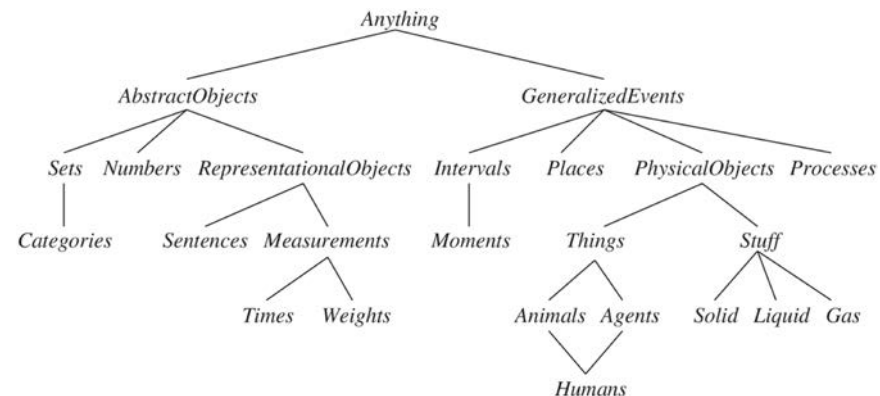 Anything
AbstractObjects GeneralizedEvents
Sets Numbers RepresentationalObjects Intervals Places PhysicalObjects Processes
Categories Sentences Measurements Moments Things Stuff
Times Weights Animals Agents Solid Liquid Gas
Humans